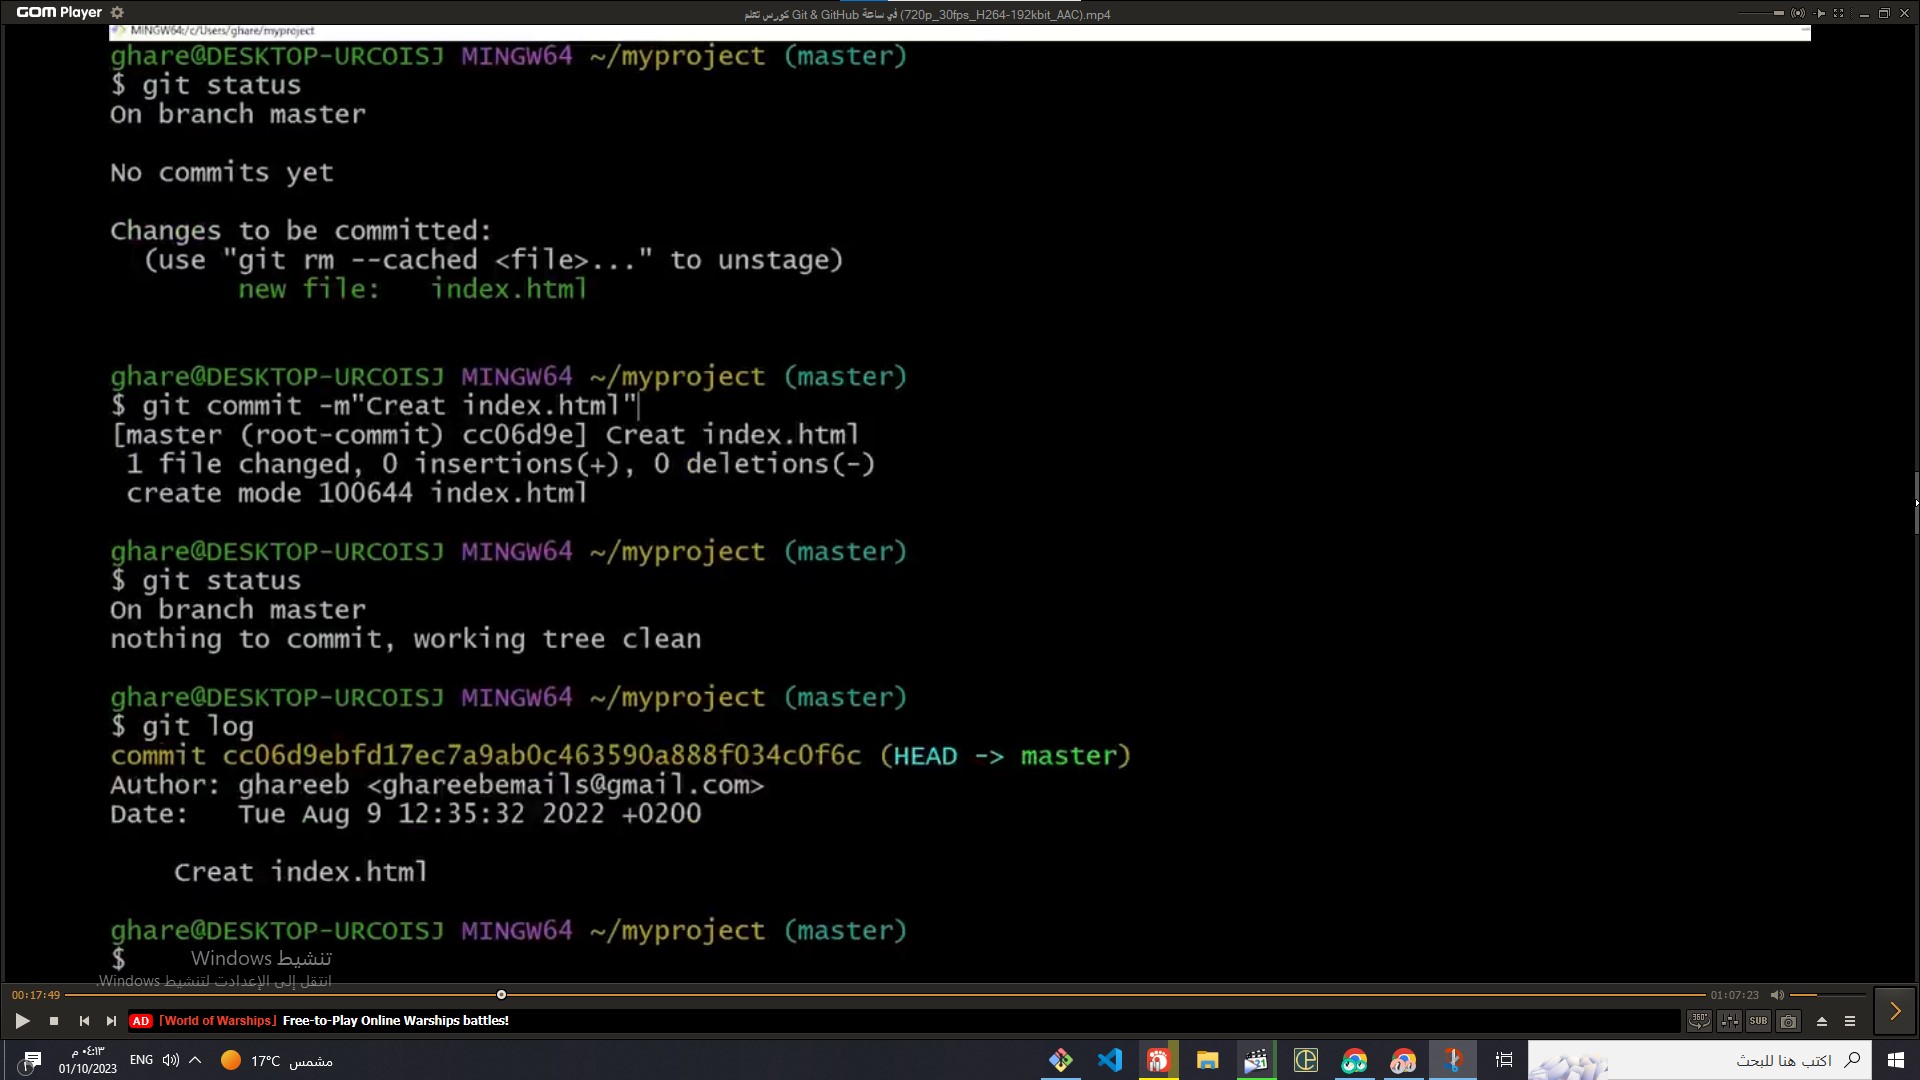 GOM Player
كورس تتعلم Git & GitHub في ساعة (720p_30fps_H264-192kbit_AAC).mp4
MINGW64:/c/Users/ghare/myproject
ghare@DESKTOP-URCOISJ MINGW64 ~/myproject (master)
$ git status
On branch master
No commits yet
Changes to be committed:
(use "git rm --cached <file>..." to unstage)
new file: index.html
ghare@DESKTOP-URCOISJ MINGW64 ~/myproject (master)
$ git commit -m"Creat index.html"
[master (root-commit) cc06d9e] Creat index.html
1 file changed, 0 insertions(+), 0 deletions(-)
create mode 100644 index.html
ghare@DESKTOP-URCOISJ MINGW64 ~/myproject (master)
$ git status
On branch master
nothing to commit, working tree clean
ghare@DESKTOP-URCOISJ MINGW64 ~/myproject (master)
$ git log
commit cc06d9ebfd17ec7a9ab0c463590a888f034c0f6c (HEAD -> master)
Author: ghareeb <ghareebemails@gmail.com>
Date: Tue Aug 9 12:35:32 2022 +0200
Creat index.html
ghare@DESKTOP-URCOISJ MINGW64 ~/myproject (master)
$
تنشيط Windows
انتقل إلى الإعدادت لتنشيط Windows.
00:17:49
01:07:23
AD [World of Warships] Free-to-Play Online Warships battles!
360°
SUB
٠٤:١٣ م
01/10/2023
ENG
17°C مشمس
21
اكتب هنا للبحث